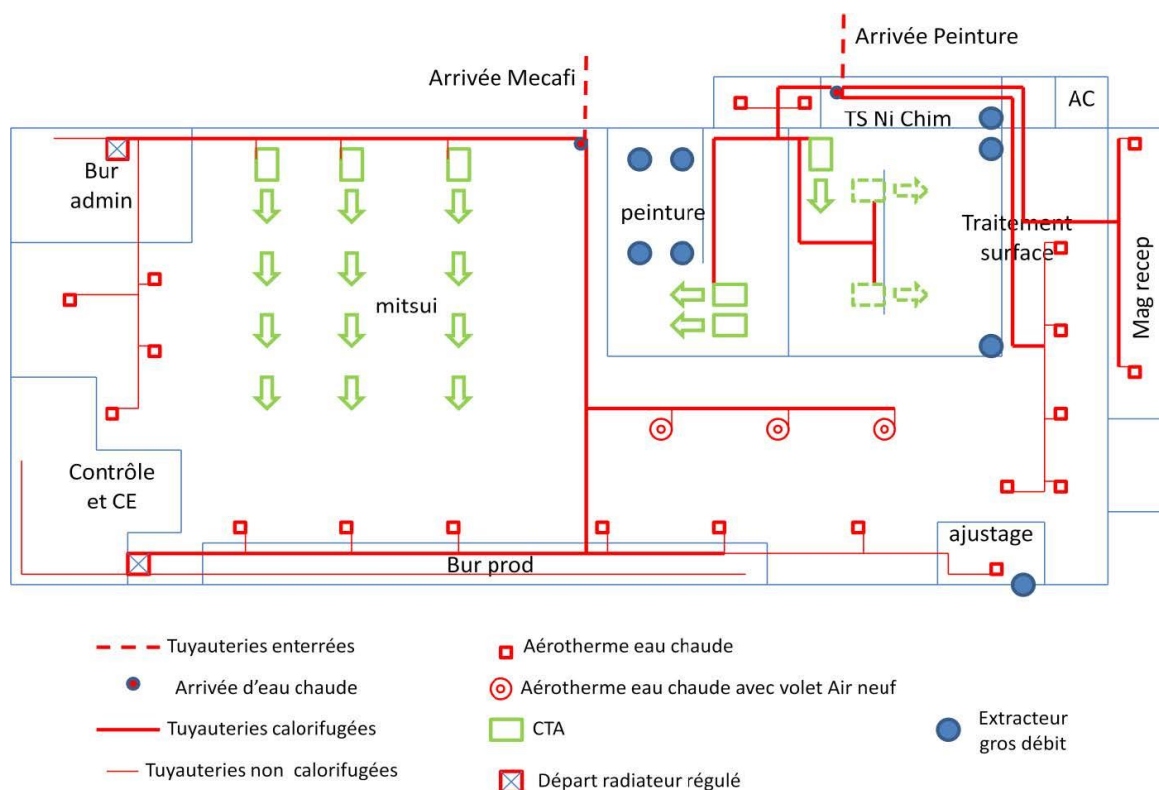 Arrivée Peinture
Arrivée Mecafi
AC
TS Ni Chim
Bur
admin
peinture
Traitement
surface
Mag recep
mitsui
Contrôle
et CE
ajustage
Bur prod
Tuyauteries enterrées
Arrivée d'eau chaude
Tuyauteries calorifugées
Tuyauteries non calorifugées
Aérotherme eau chaude
Aérotherme eau chaude avec volet Air neuf
CTA
Départ radiateur régulé
Extracteur
gros débit